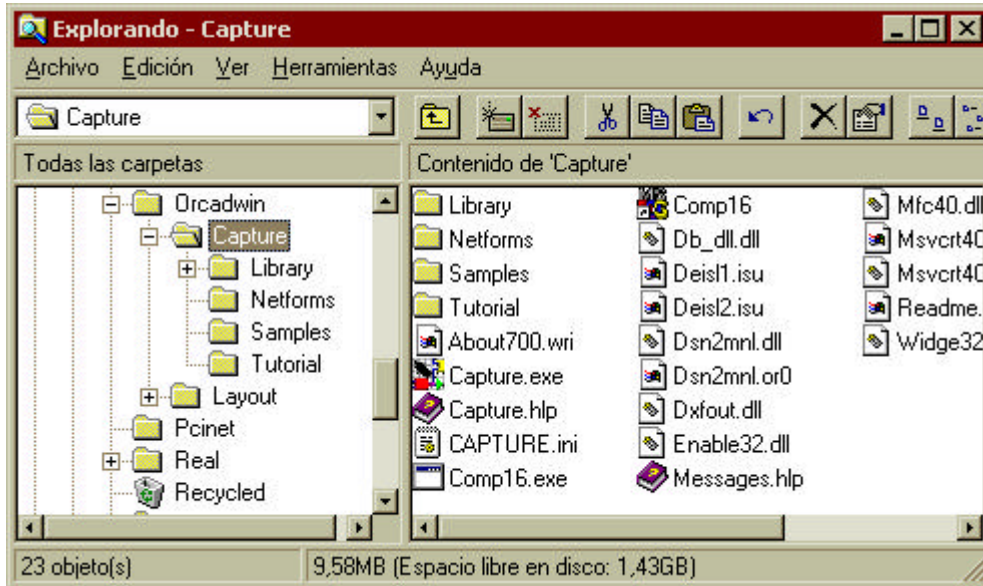 Explorando - Capture
Archivo Edición Ver Herramientas Ayuda
Capture
Todas las carpetas
Contenido de 'Capture'
Orcadwin
Capture
Library
Netforms
Samples
Tutorial
Layout
Pcinet
Real
Recycled
Library
Netforms
Samples
Tutorial
About700.wri
Capture.exe
Capture.hlp
CAPTURE.ini
Comp16.exe
Comp16
Db_dll.dll
Deisl1.isu
Deisl2.isu
Dsn2mnl.dll
Dsn2mnl.or0
Dxfout.dll
Enable32.dll
Messages.hlp
Mfc40.dll
Msvcrt40
Msvcrt40
Readme.
Widge32
23 objeto(s)
9,58MB (Espacio libre en disco: 1,43GB)